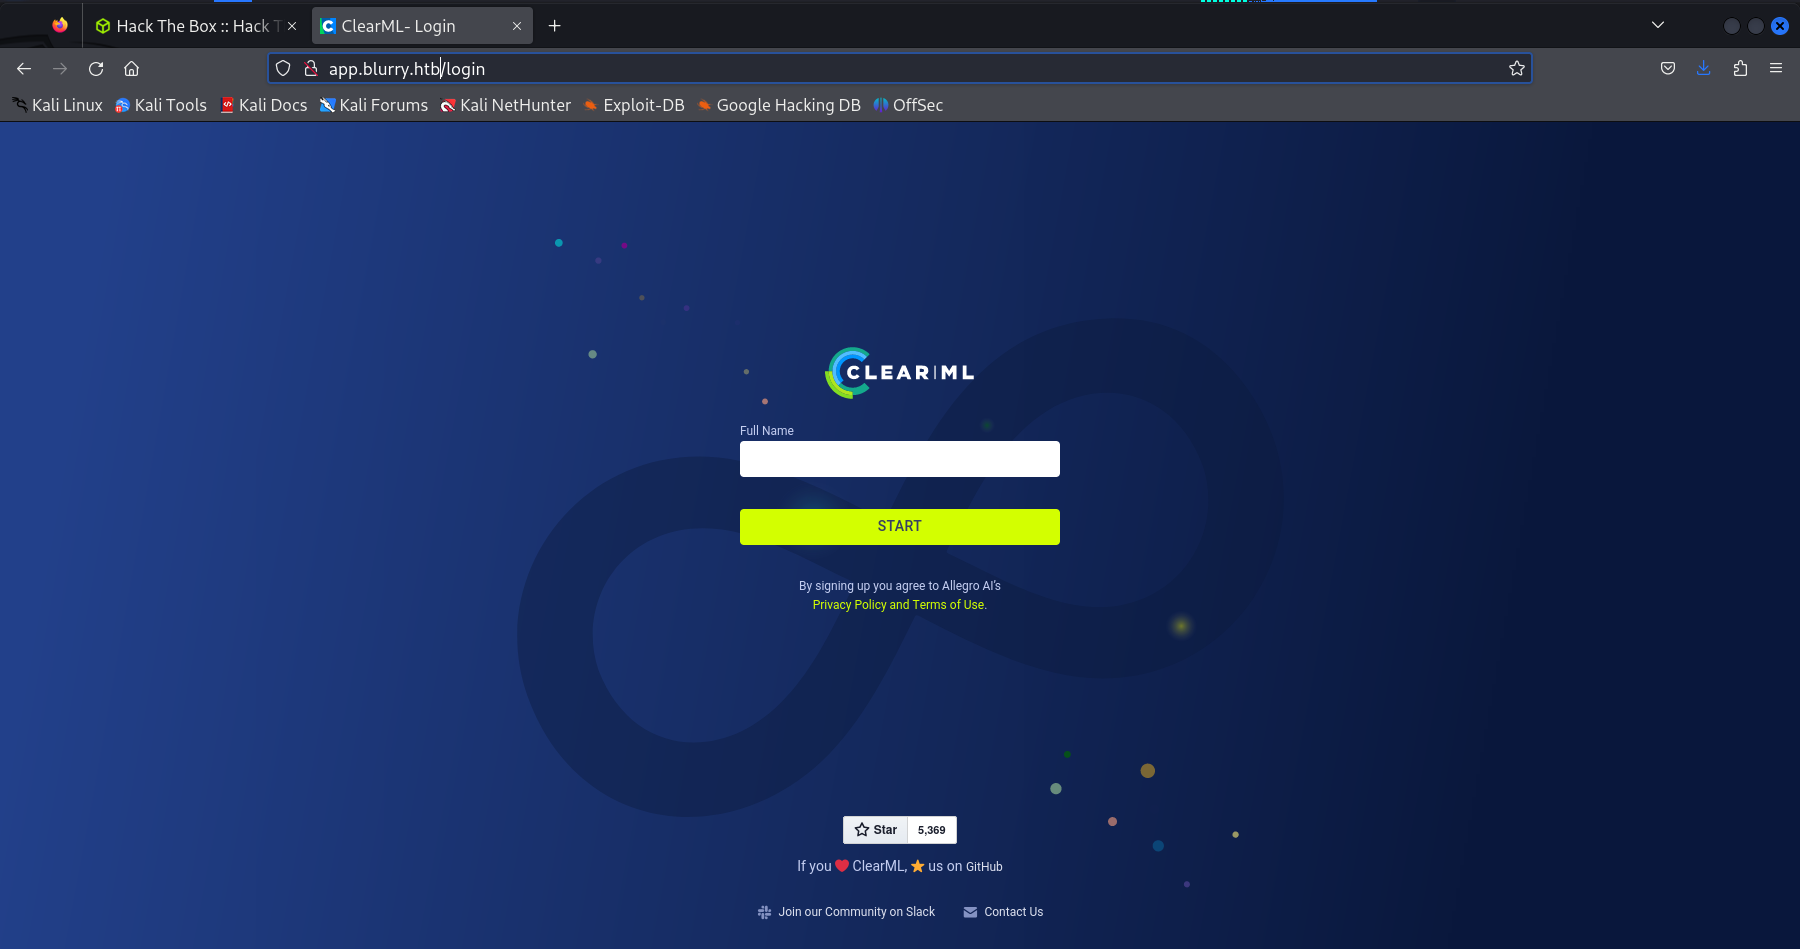 Hack The Box :: Hack T
ClearML- Login
app.blurry.htb/login
Kali Linux Kali Tools Kali Docs Kali Forums Kali NetHunter Exploit-DB Google Hacking DB OffSec
CLEAR|ML
Full Name
START
By signing up you agree to Allegro AI's
Privacy Policy and Terms of Use.
Star 5,369
If you ❤️ ClearML, ⭐ us on GitHub
Join our Community on Slack Contact Us